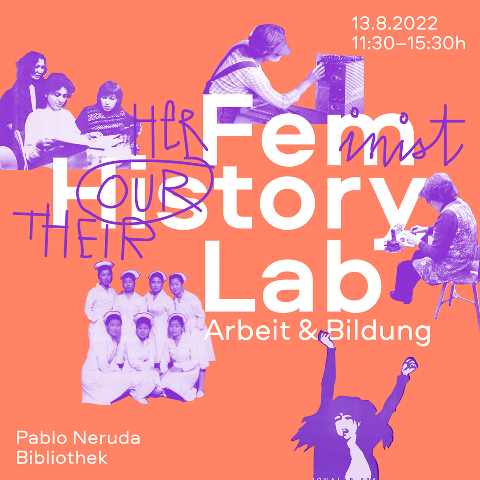 13.8.2022
11:30–15:30h
HER
Feminist
OUR
History
THEIR
Lab
Arbeit & Bildung
Pablo Neruda
Bibliothek